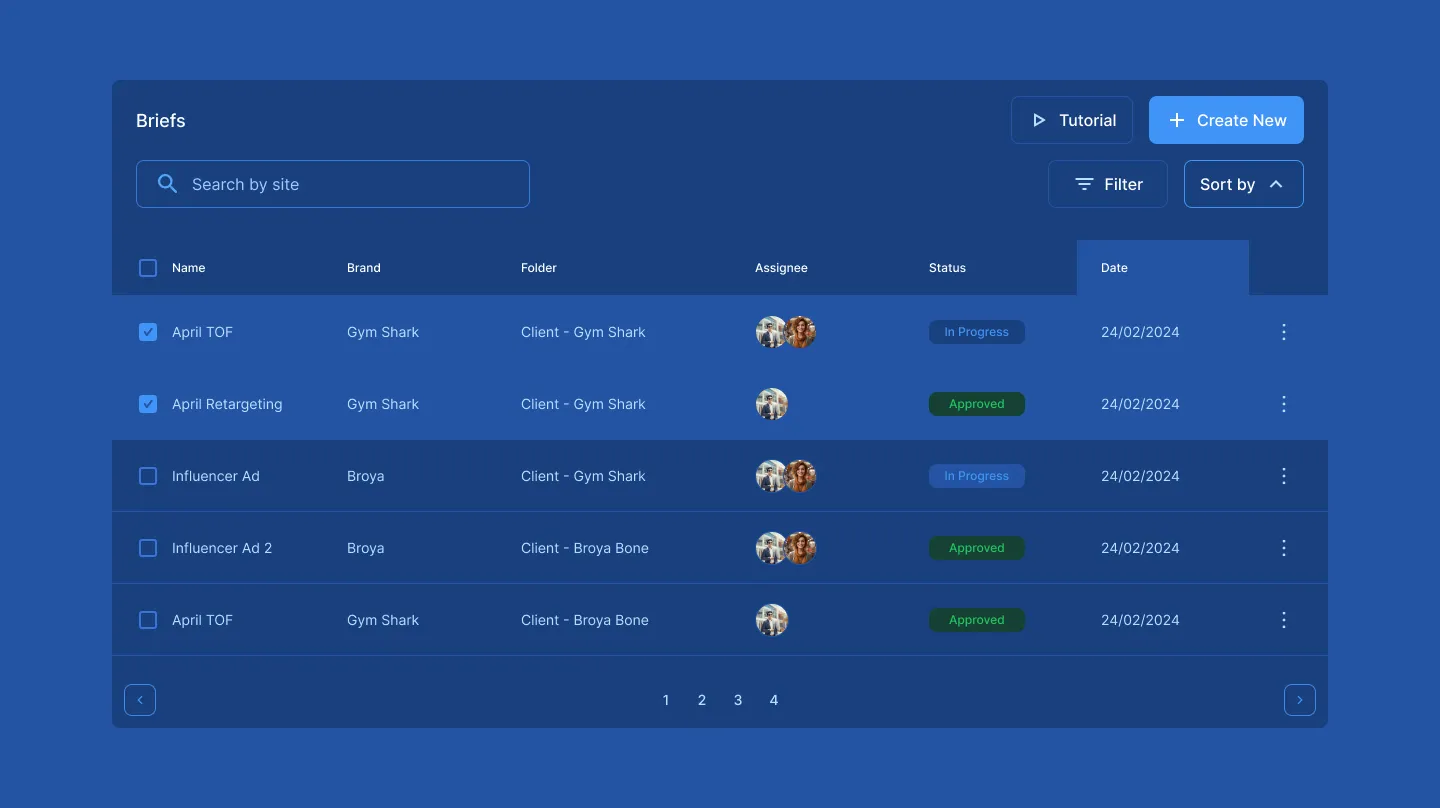 Briefs
Tutorial
Create New
Search by site
Filter
Sort by
Name Brand Folder Assignee Status Date
April TOF Gym Shark Client - Gym Shark In Progress 24/02/2024
April Retargeting Gym Shark Client - Gym Shark Approved 24/02/2024
Influencer Ad Broya Client - Gym Shark In Progress 24/02/2024
Influencer Ad 2 Broya Client - Broya Bone Approved 24/02/2024
April TOF Gym Shark Client - Broya Bone Approved 24/02/2024
1 2 3 4